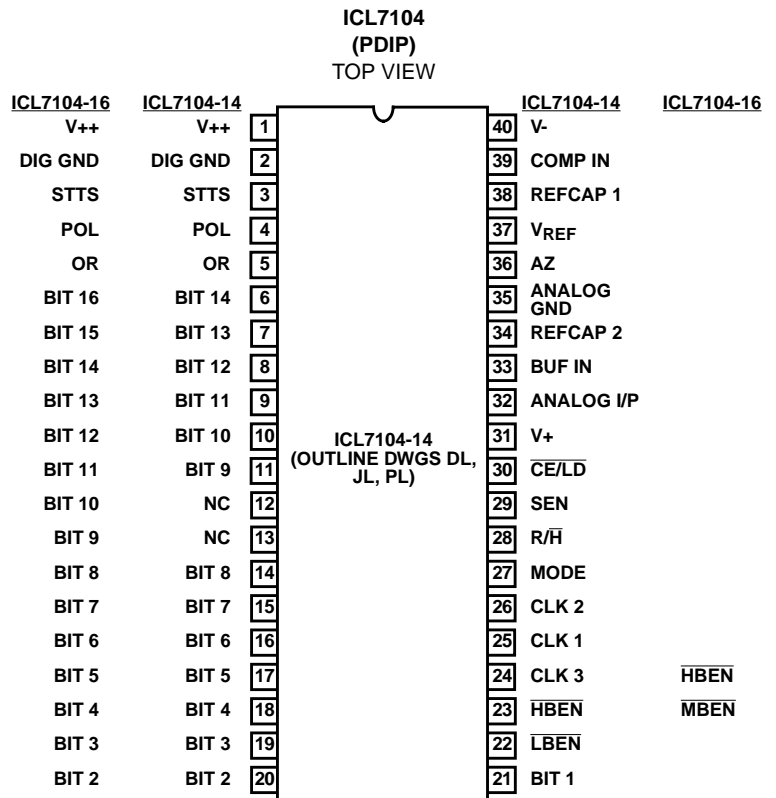 ICL7104
(PDIP)
TOP VIEW
ICL7104-16 ICL7104-14 ICL7104-14 ICL7104-16
V++ V++ 1 40 V-
DIG GND DIG GND 2 39 COMP IN
STTS STTS 3 38 REFCAP 1
POL POL 4 37 VREF
OR OR 5 36 AZ
BIT 16 BIT 14 6 35 ANALOG
GND
BIT 15 BIT 13 7 34 REFCAP 2
BIT 14 BIT 12 8 33 BUF IN
BIT 13 BIT 11 9 32 ANALOG I/P
BIT 12 BIT 10 10 ICL7104-14 31 V+
(OUTLINE DWGS DL,
BIT 11 BIT 9 11 JL, PL) 30 C̅E̅/L̅D̅
BIT 10 NC 12 29 SEN
BIT 9 NC 13 28 R/H̅
BIT 8 BIT 8 14 27 MODE
BIT 7 BIT 7 15 26 CLK 2
BIT 6 BIT 6 16 25 CLK 1
BIT 5 BIT 5 17 24 CLK 3 H̅B̅E̅N̅
BIT 4 BIT 4 18 23 H̅B̅E̅N̅ M̅B̅E̅N̅
BIT 3 BIT 3 19 22 L̅B̅E̅N̅
BIT 2 BIT 2 20 21 BIT 1